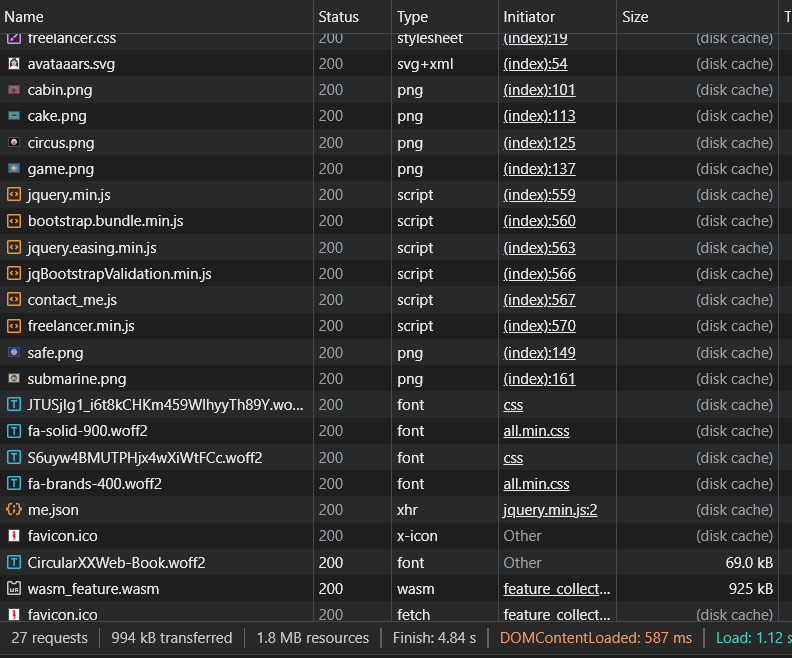 Name Status Type Initiator Size T
freelancer.css 200 stylesheet (index):19 (disk cache)
avataaars.svg 200 svg+xml (index):54 (disk cache)
cabin.png 200 png (index):101 (disk cache)
cake.png 200 png (index):113 (disk cache)
circus.png 200 png (index):125 (disk cache)
game.png 200 png (index):137 (disk cache)
jquery.min.js 200 script (index):559 (disk cache)
bootstrap.bundle.min.js 200 script (index):560 (disk cache)
jquery.easing.min.js 200 script (index):563 (disk cache)
jqBootstrapValidation.min.js 200 script (index):566 (disk cache)
contact_me.js 200 script (index):567 (disk cache)
freelancer.min.js 200 script (index):570 (disk cache)
safe.png 200 png (index):149 (disk cache)
submarine.png 200 png (index):161 (disk cache)
JTUSjIg1_i6t8kCHKm459WlhyyTh89Y.wo... 200 font css (disk cache)
fa-solid-900.woff2 200 font all.min.css (disk cache)
S6uyw4BMUTPHjx4wXiWtFCc.woff2 200 font css (disk cache)
fa-brands-400.woff2 200 font all.min.css (disk cache)
me.json 200 xhr jquery.min.js:2 (disk cache)
favicon.ico 200 x-icon Other (disk cache)
CircularXXWeb-Book.woff2 200 font Other 69.0 kB
wasm_feature.wasm 200 wasm feature_collect... 925 kB
favicon.ico 200 fetch feature_collect... (disk cache)
27 requests 994 kB transferred 1.8 MB resources Finish: 4.84 s DOMContentLoaded: 587 ms Load: 1.12 s